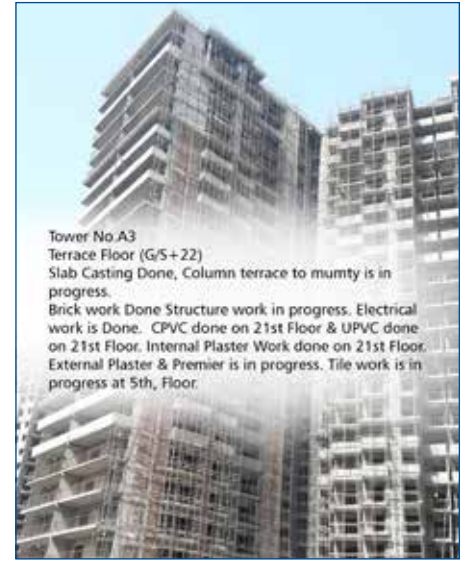 Tower No.A3
Terrace Floor (G/S+22)
Slab Casting Done, Column terrace to mumty is in
progress.
Brick work Done Structure work in progress. Electrical
work is Done. CPVC done on 21st Floor & UPVC done
on 21st Floor. Internal Plaster Work done on 21st Floor.
External Plaster & Premier is in progress. Tile work is in
progress at 5th, Floor.